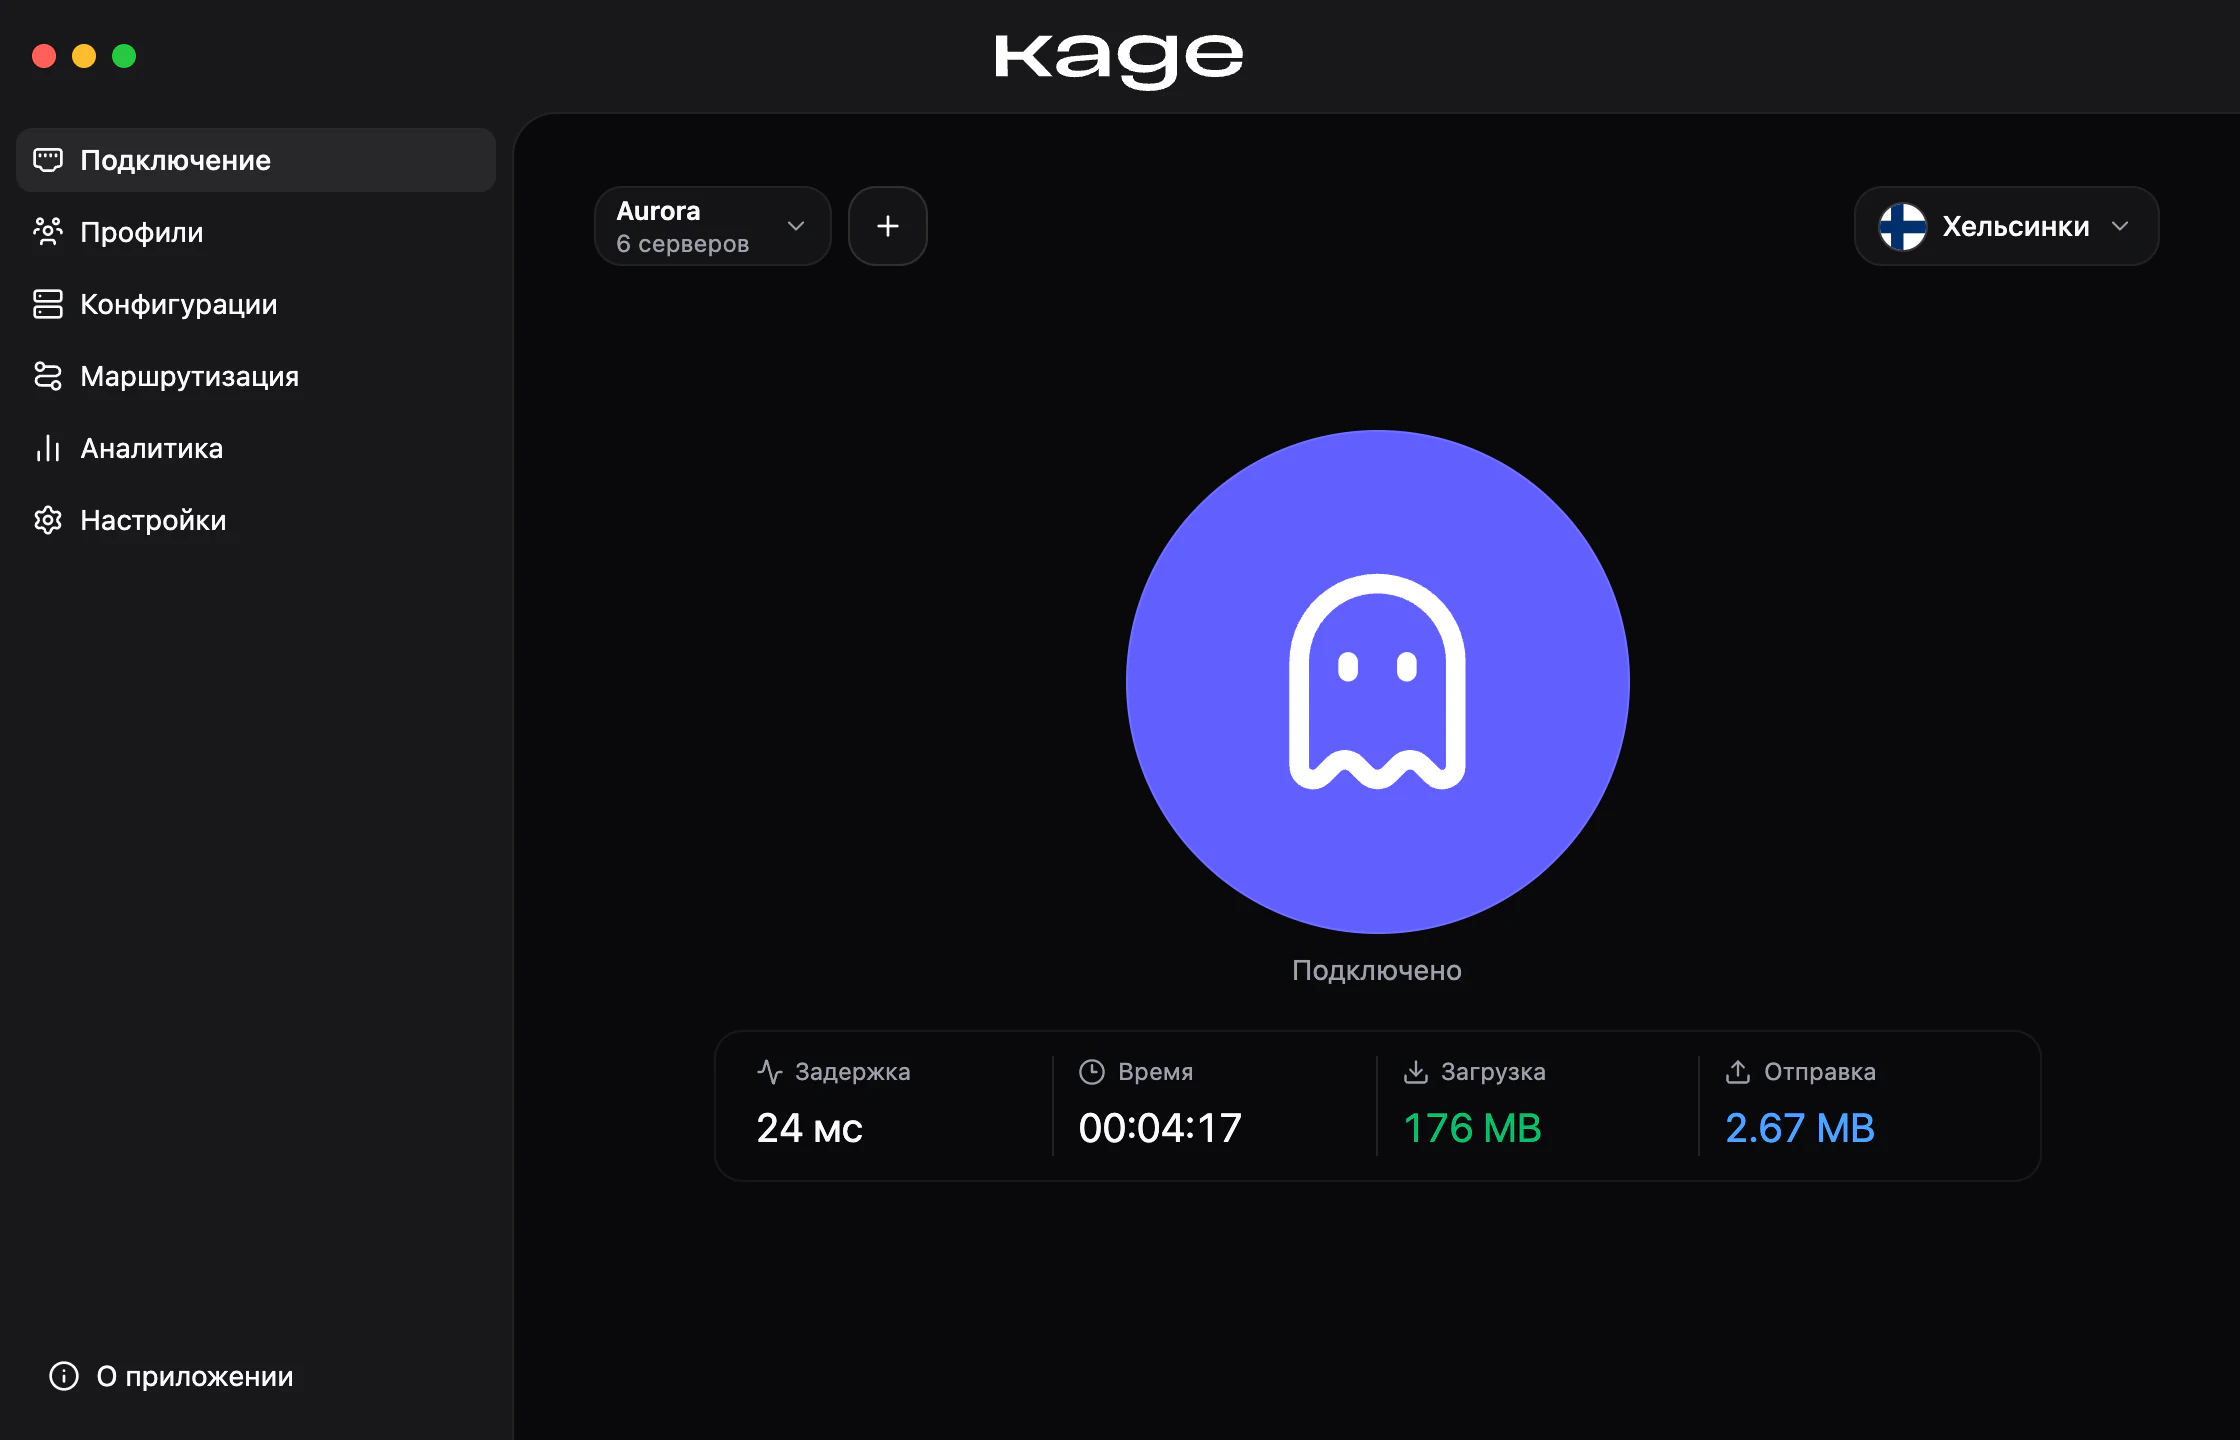 kage
Подключение
Профили
Конфигурации
Маршрутизация
Аналитика
Настройки
О приложении
Aurora
6 серверов
Хельсинки
Подключено
Задержка
24 мс
Время
00:04:17
Загрузка
176 MB
Отправка
2.67 MB